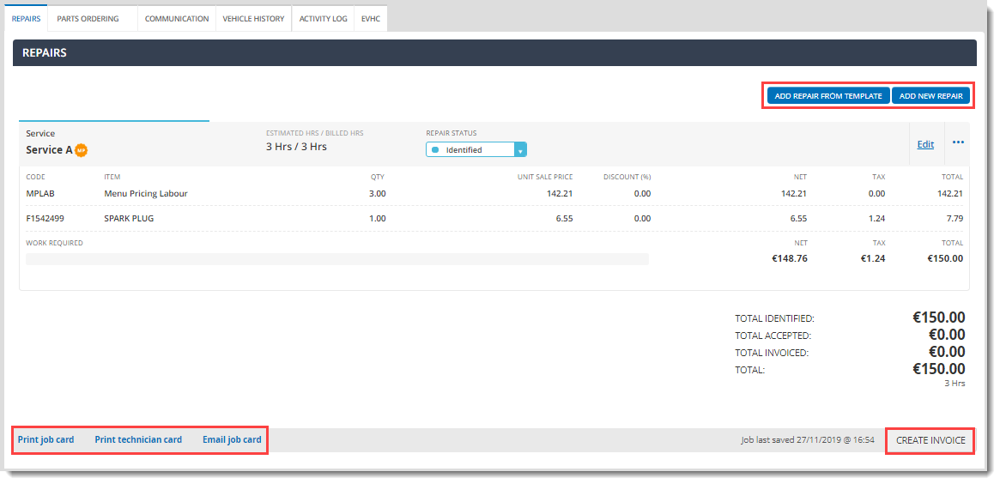 REPAIRS PARTS ORDERING COMMUNICATION VEHICLE HISTORY ACTIVITY LOG EVHC
REPAIRS
ADD REPAIR FROM TEMPLATE ADD NEW REPAIR
Service ESTIMATED HRS / BILLED HRS REPAIR STATUS
Service A MP 3 Hrs / 3 Hrs Identified Edit ...
CODE ITEM QTY UNIT SALE PRICE DISCOUNT (%) NET TAX TOTAL
MPLAB Menu Pricing Labour 3.00 142.21 0.00 142.21 0.00 142.21
F1542499 SPARK PLUG 1.00 6.55 0.00 6.55 1.24 7.79
WORK REQUIRED NET TAX TOTAL
€148.76 €1.24 €150.00
TOTAL IDENTIFIED: €150.00
TOTAL ACCEPTED: €0.00
TOTAL INVOICED: €0.00
TOTAL: €150.00
3 Hrs
Print job card Print technician card Email job card Job last saved 27/11/2019 @ 16:54 CREATE INVOICE